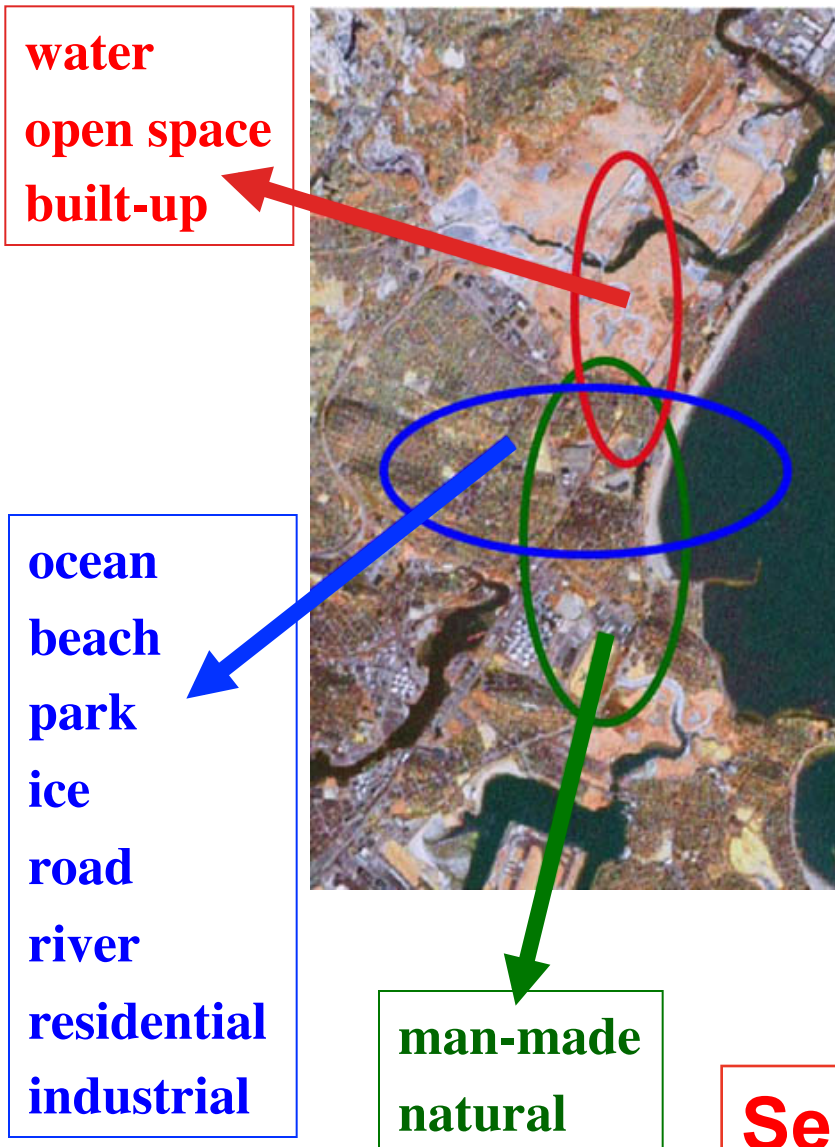 water
open space
built-up
ocean
beach
park
ice
road
river
residential
industrial
man-made
natural
Se